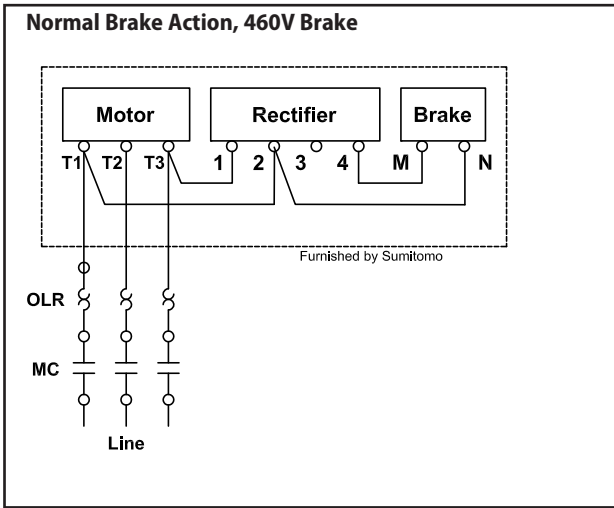 Normal Brake Action, 460V Brake
Motor Rectifier Brake
T1 T2 T3 1 2 3 4 M N
Furnished by Sumitomo
OLR
MC
Line